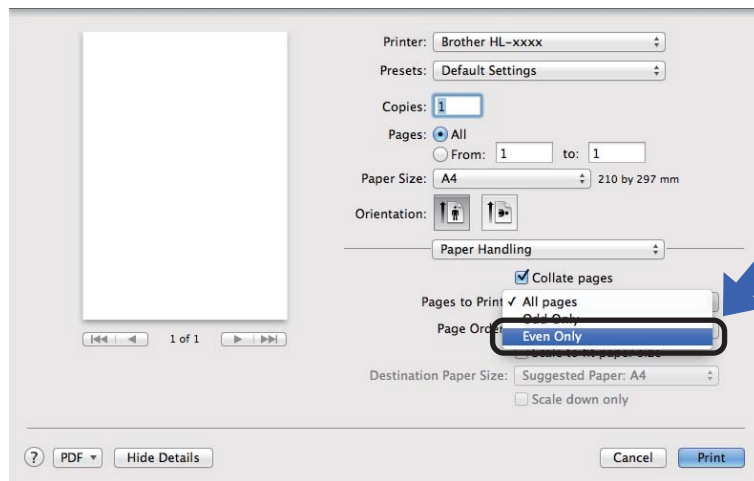 Printer: Brother HL-xxxx
Presets: Default Settings
Copies: 1
Pages: All
From: 1 to: 1
Paper Size: A4 210 by 297 mm
Orientation:
Paper Handling
Collate pages
Pages to Print ✓ All pages
Odd Only
Page Order Even Only
Scale to fit paper size
1 of 1
Destination Paper Size: Suggested Paper: A4
Scale down only
? PDF Hide Details Cancel Print